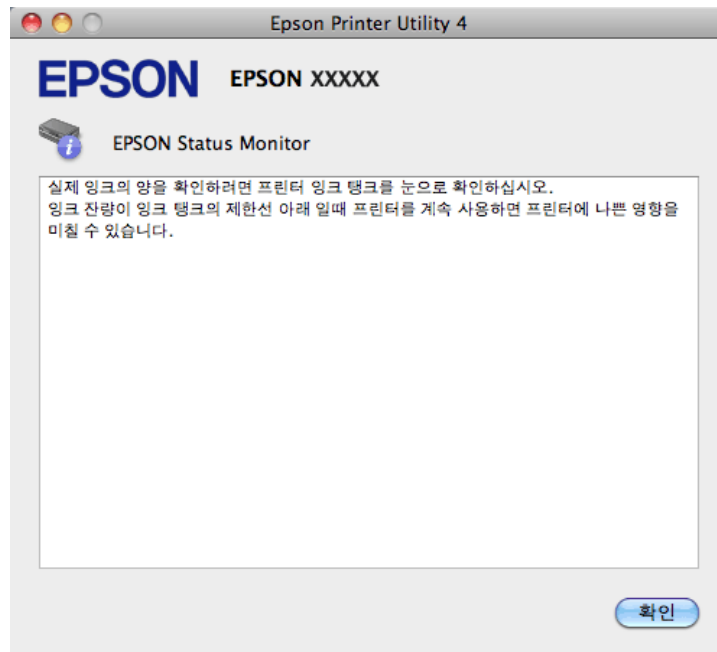 Epson Printer Utility 4
EPSON EPSON XXXXX
EPSON Status Monitor
실제 잉크의 양을 확인하려면 프린터 잉크 탱크를 눈으로 확인하십시오.
잉크 잔량이 잉크 탱크의 제한선 아래 일때 프린터를 계속 사용하면 프린터에 나쁜 영향을
미칠 수 있습니다.
확인